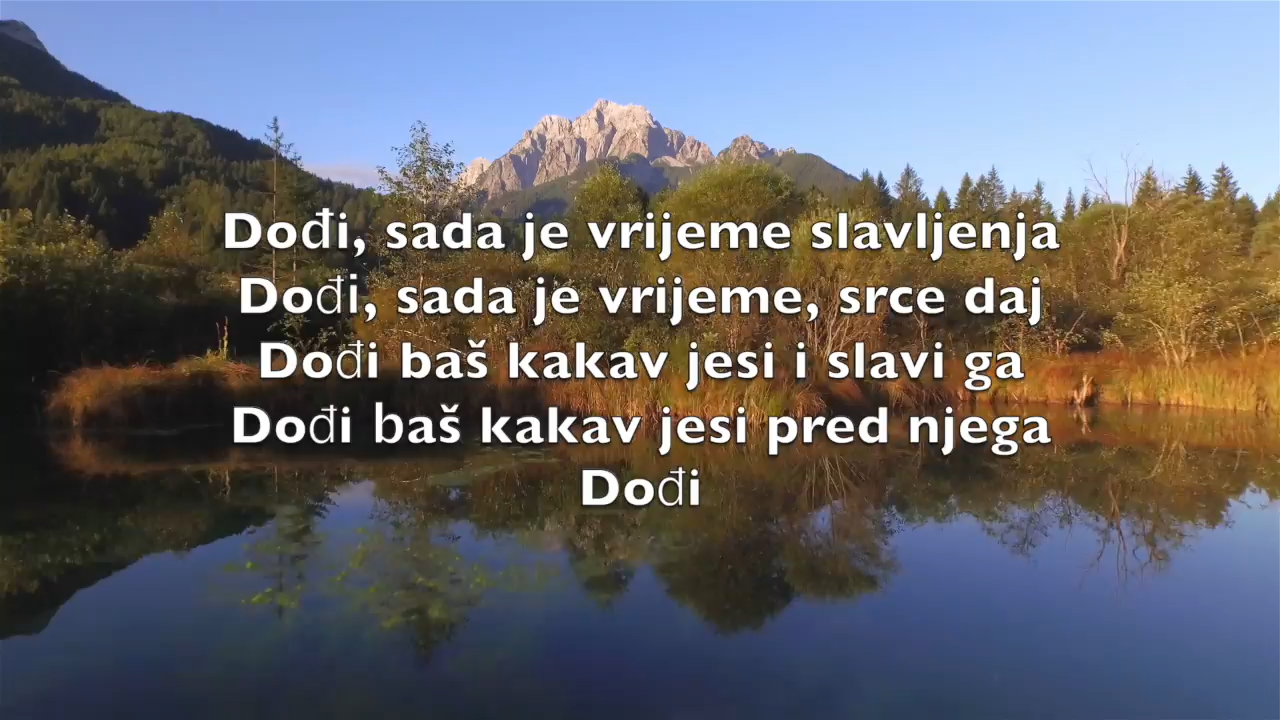 Dođi, sada je vrijeme slavljenja
Dođi, sada je vrijeme, srce daj
Dođi baš kakav jesi i slavi ga
Dođi baš kakav jesi pred njega
Dođi